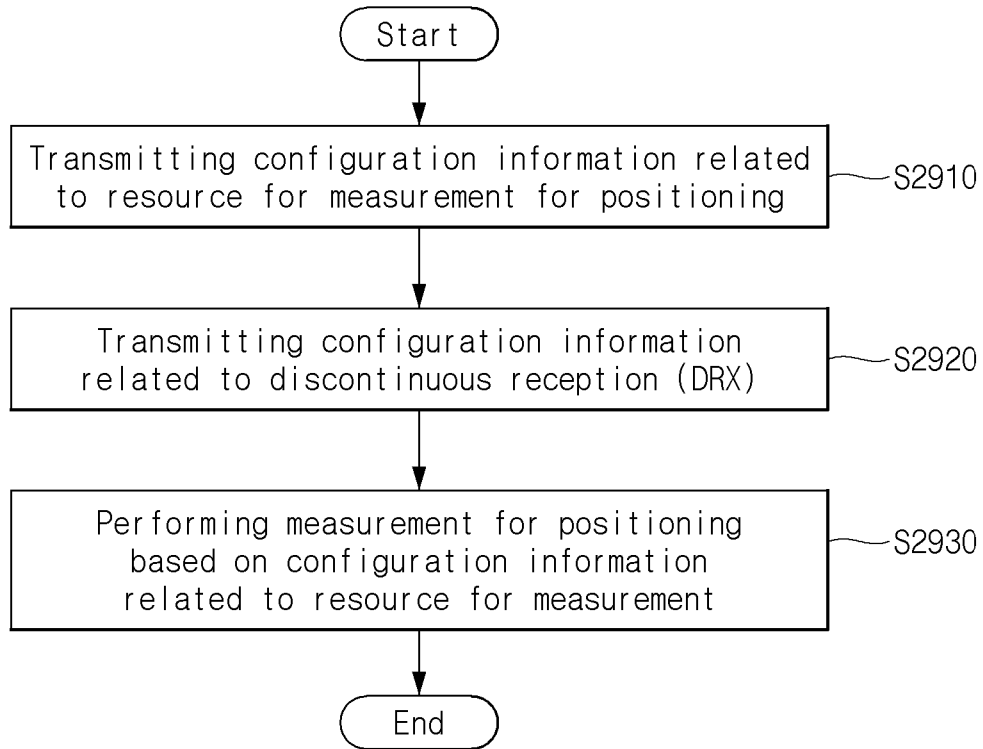 Start
Transmitting configuration information related
to resource for measurement for positioning
S2910
Transmitting configuration information
related to discontinuous reception (DRX)
S2920
Performing measurement for positioning
based on configuration information
related to resource for measurement
S2930
End